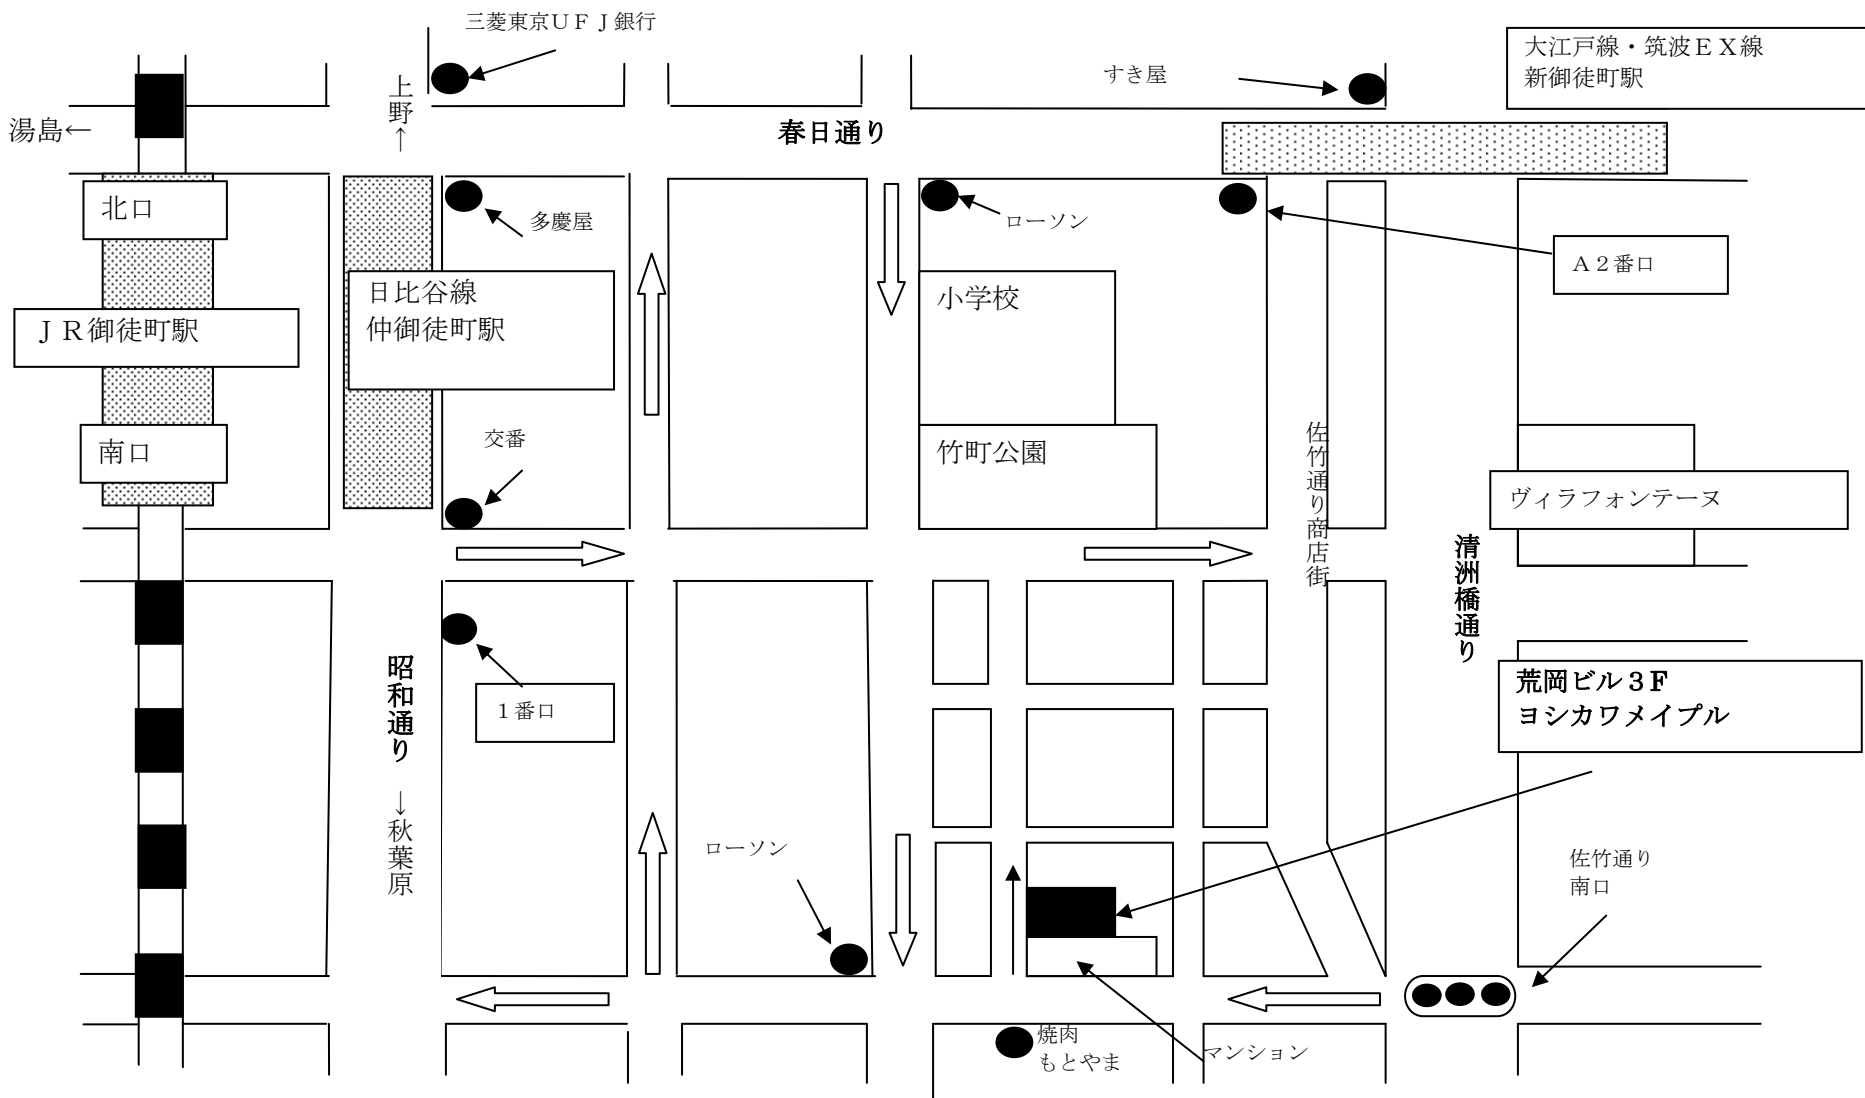 三菱東京ＵＦＪ銀行
大江戸線・筑波ＥＸ線
新御徒町駅
すき屋
上野→
湯島←
春日通り
北口
多慶屋
ローソン
Ａ２番口
日比谷線
仲御徒町駅
小学校
ＪＲ御徒町駅
交番
南口
竹町公園
佐竹通り商店街
ヴィラフォンテーヌ
清洲橋通り
昭和通り
→秋葉原
１番口
荒岡ビル３F
ヨシカワメイプル
ローソン
佐竹通り
南口
焼肉
もとやま
マンション